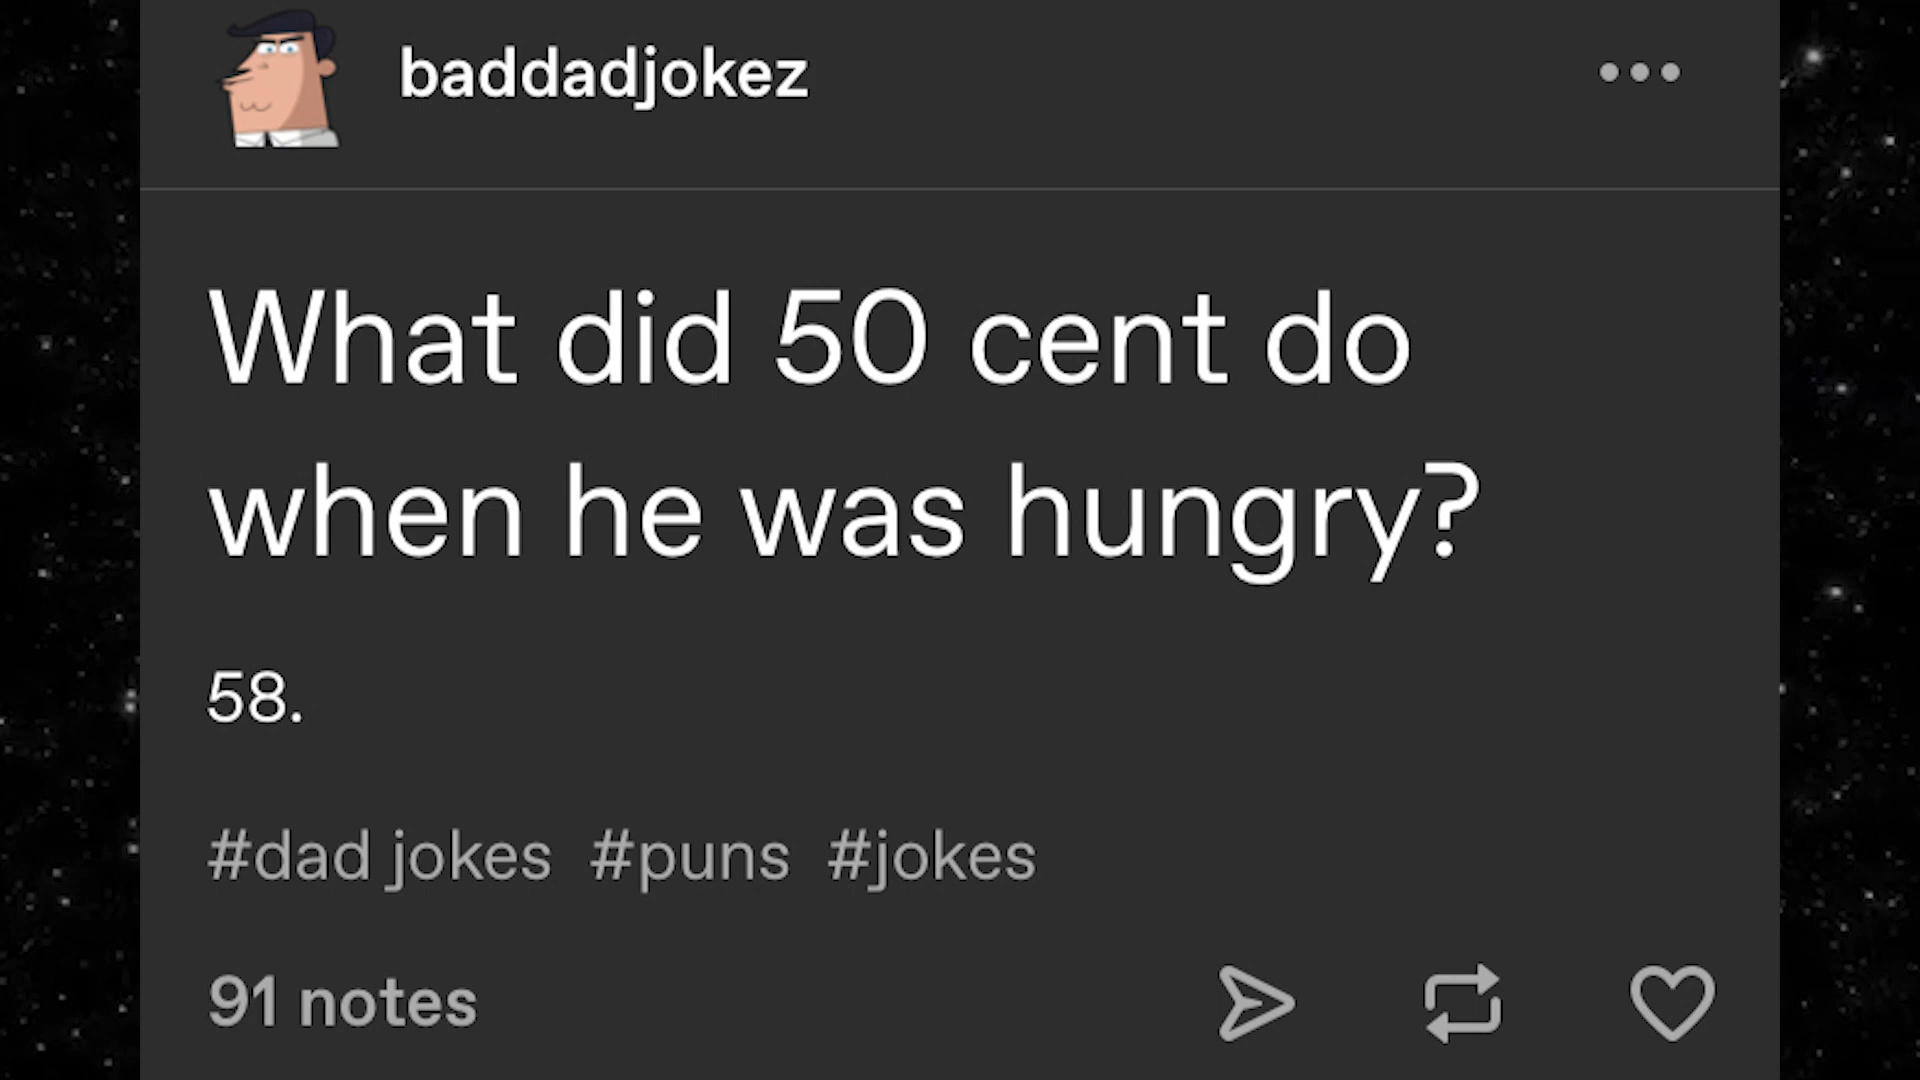 baddadjokez
What did 50 cent do
when he was hungry?
58.
#dad jokes #puns #jokes
91 notes